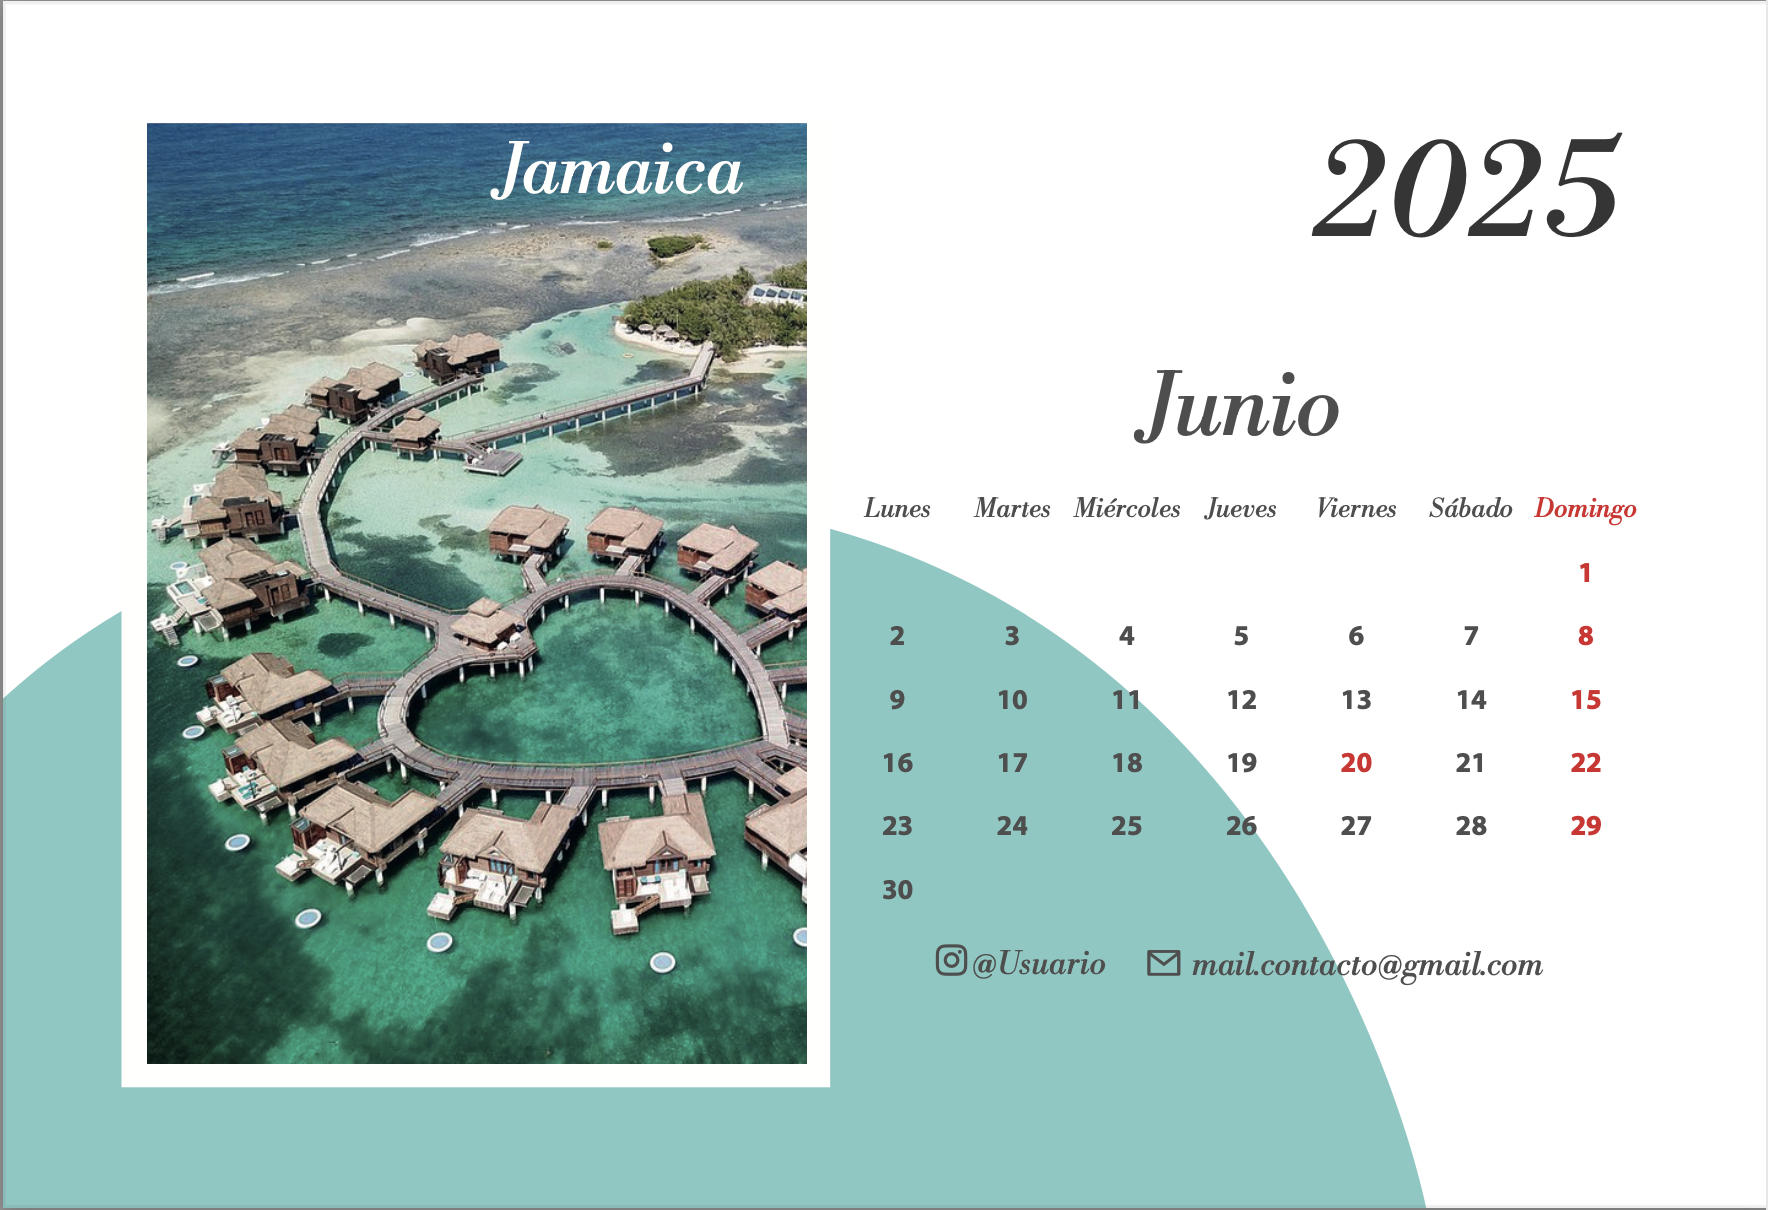 Jamaica
2025
Junio
Lunes Martes Miércoles Jueves Viernes Sábado Domingo
1
2 3 4 5 6 7 8
9 10 11 12 13 14 15
16 17 18 19 20 21 22
23 24 25 26 27 28 29
30
@Usuario mail.contacto@gmail.com